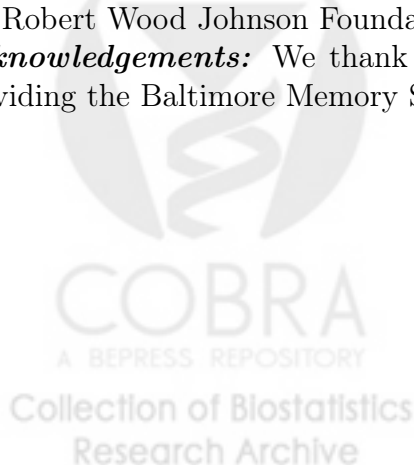 Robert Wood Johnson Founda
knowledgements: We thank
viding the Baltimore Memory S
COBRA
A BEPRESS REPOSITORY
Collection of Biostatistics
Research Archive